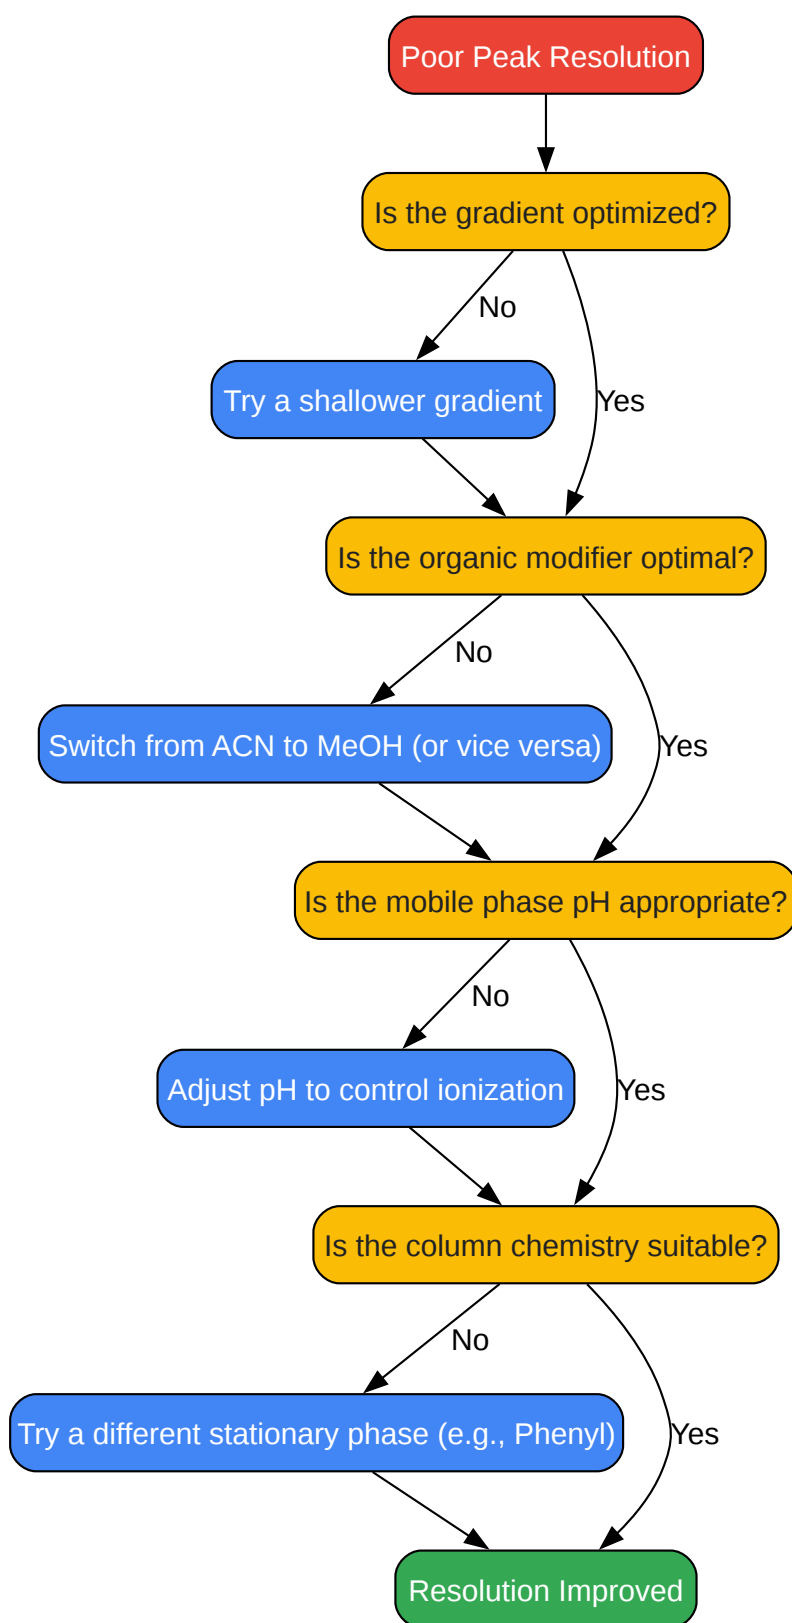 Poor Peak Resolution
Is the gradient optimized?
No
Try a shallower gradient
Yes
Is the organic modifier optimal?
No
Switch from ACN to MeOH (or vice versa)
Yes
Is the mobile phase pH appropriate?
No
Adjust pH to control ionization
Yes
Is the column chemistry suitable?
No
Try a different stationary phase (e.g., Phenyl)
Yes
Resolution Improved